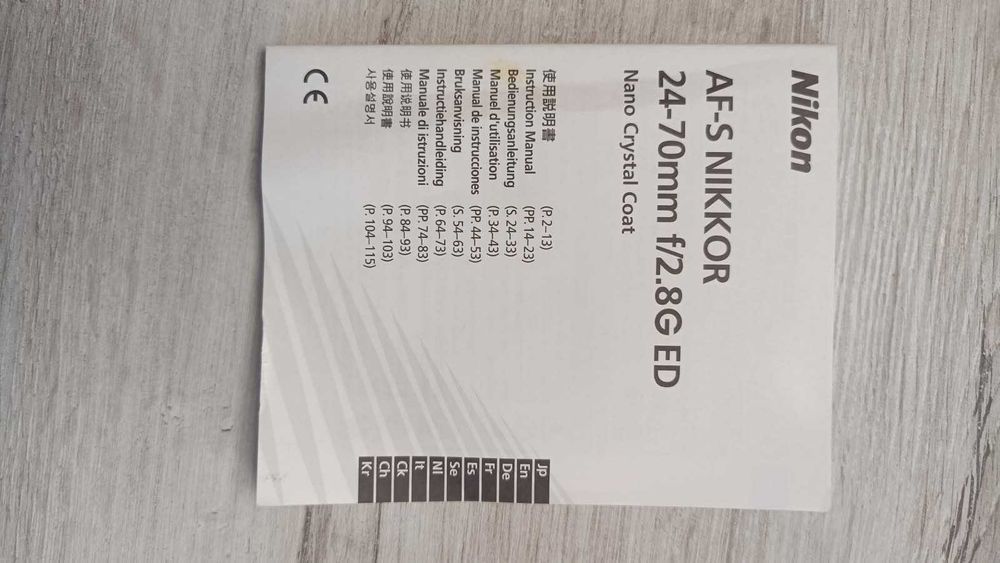 Nikon
AF-S NIKKOR
24-70mm f/2.8G ED
Nano Crystal Coat
使用説明書 (P. 2–13) Jp
Instruction Manual (PP. 14–23) En
Bedienungsanleitung (S. 24–33) De
Manuel d'utilisation (P. 34–43) Fr
Manual de instrucciones (PP. 44–53) Es
Bruksanvisning (S. 54–63) Se
Instructiehandleiding (P. 64–73) Nl
Manuale di istruzioni (PP. 74–83) It
使用说明书 (P. 84–93) Ck
使用說明書 (P. 94–103) Ch
사용설명서 (P. 104–115) Kr
CE